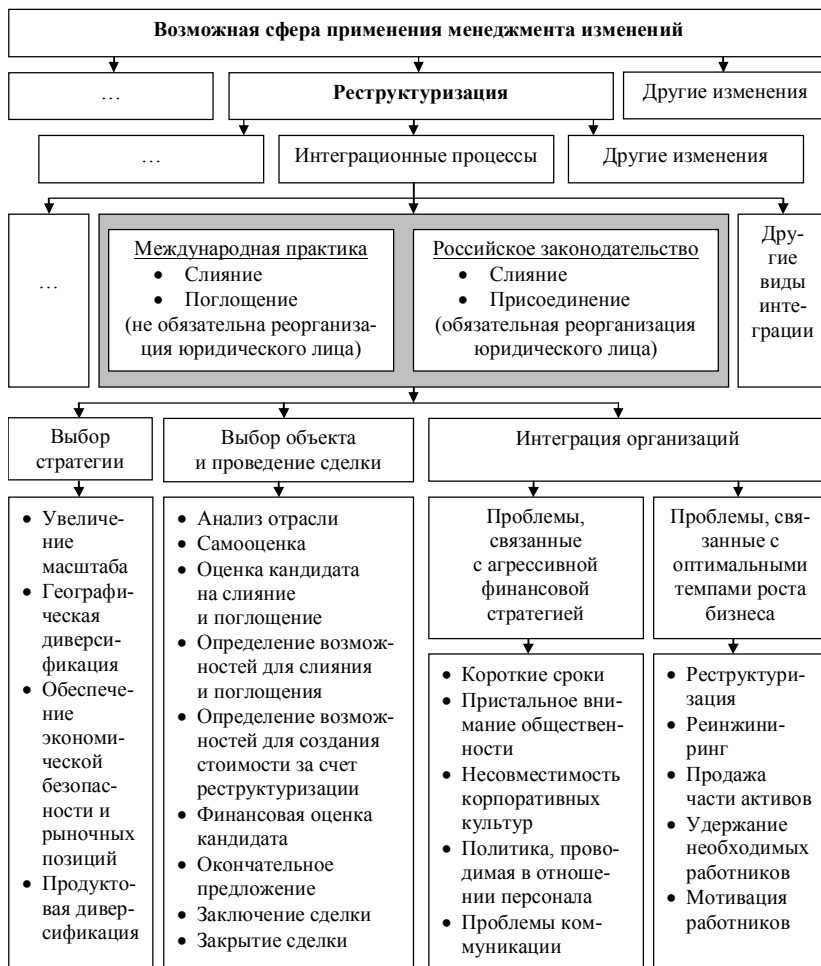 Возможная сфера применения менеджмента изменений
…
Реструктуризация
Другие изменения
…
Интеграционные процессы
Другие изменения
…
Международная практика
• Слияние
• Поглощение
(не обязательна реорганиза-
ция юридического лица)
Российское законодательство
• Слияние
• Присоединение
(обязательная реорганизация
юридического лица)
Дру-
гие
виды
инте-
грации
Выбор
стратегии
Выбор объекта
и проведение сделки
Интеграция организаций
• Увеличе-
ние
масштаба
• Географи-
ческая
диверси-
фикация
• Обеспече-
ние
экономи-
ческой
безопас-
ности и
рыночных
позиций
• Продукто-
вая дивер-
сификация
• Анализ отрасли
• Самооценка
• Оценка кандидата
на слияние
и поглощение
• Определение возмож-
ностей для слияния
и поглощения
• Определение возмож-
ностей для создания
стоимости за счет
реструктуризации
• Финансовая оценка
кандидата
• Окончательное
предложение
• Заключение сделки
• Закрытие сделки
Проблемы,
связанные
с агрессивной
финансовой
стратегией
• Короткие сроки
• Пристальное вни-
мание обществен-
ности
• Несовместимость
корпоративных
культур
• Политика, прово-
димая в отноше-
нии персонала
• Проблемы ком-
муникации
Проблемы, свя-
занные с
оптимальными
темпами роста
бизнеса
• Реструктури-
зация
• Реинжини-
ринг
• Продажа
части активов
• Удержание
необходимых
работников
• Мотивация
работников